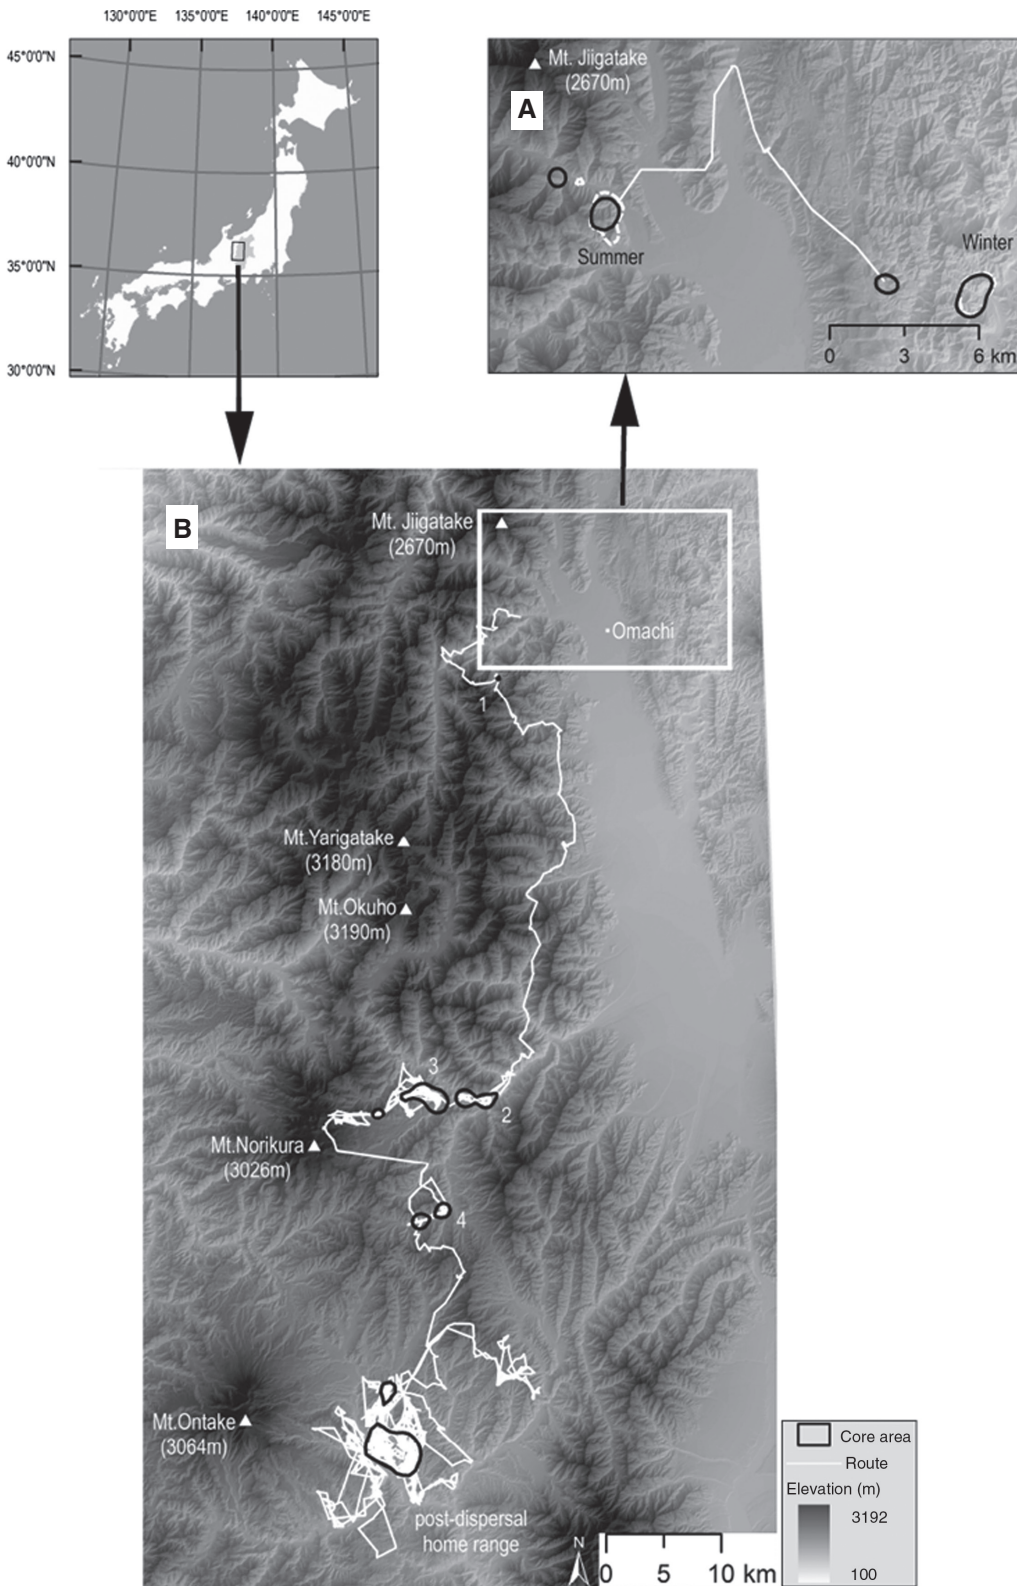 130°0'0"E 135°0'0"E 140°0'0"E 145°0'0"E
45°0'0"N
40°0'0"N
35°0'0"N
30°0'0"N
A
Mt. Jiigatake
(2670m)
Summer
Winter
0 3 6 km
B
Mt. Jiigatake
(2670m)
Omachi
1
Mt.Yarigatake
(3180m)
Mt.Okuho
(3190m)
3
2
Mt.Norikura
(3026m)
4
Mt.Ontake
(3064m)
post-dispersal
home range
N
0 5 10 km
Core area
Route
Elevation (m)
3192
100